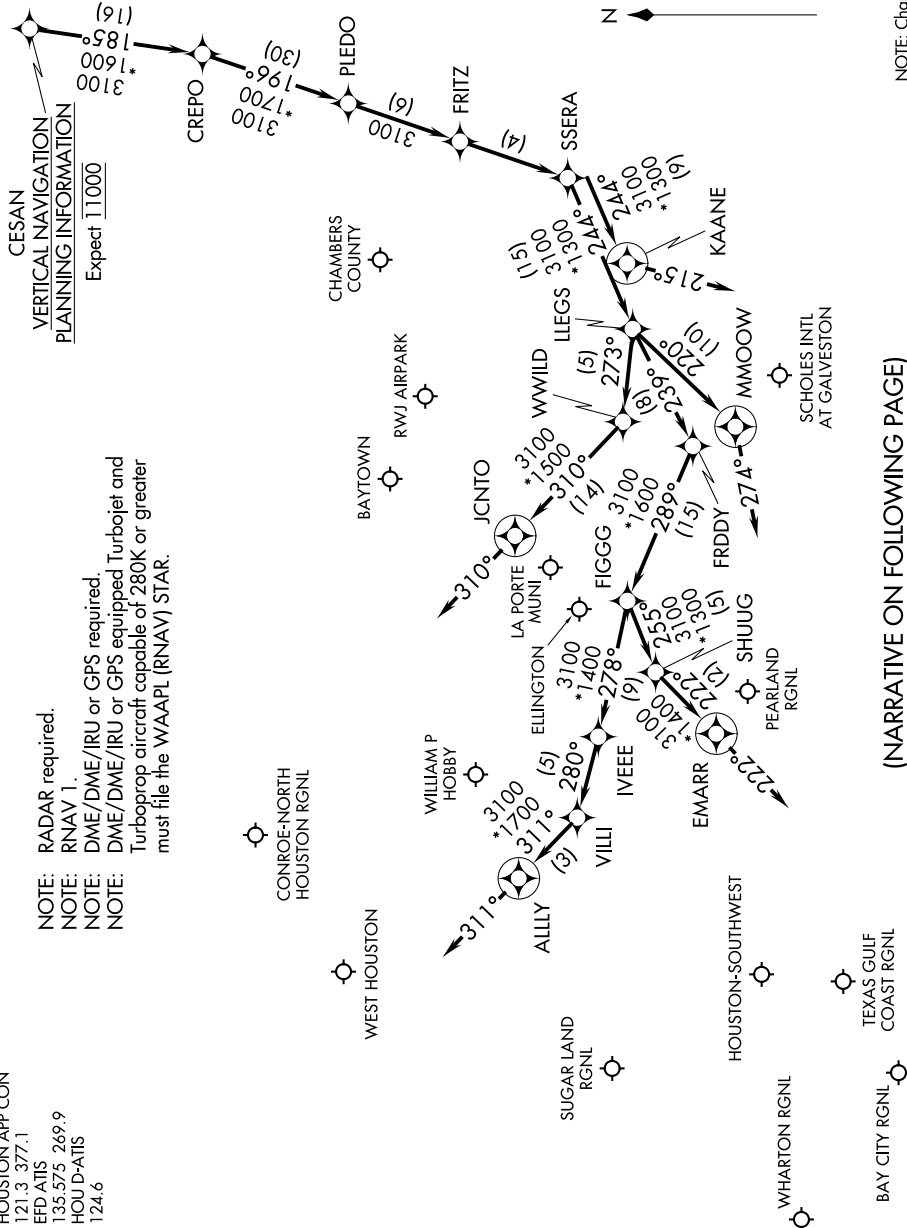 HOUSTON APP CON
121.3 377.1
EFD ATIS
135.575 269.9
HOU D-ATIS
124.6
NOTE: RADAR required.
NOTE: RNAV 1.
NOTE: DME/DME/IRU or GPS required.
NOTE: DME/DME/IRU or GPS equipped Turbojet and
Turboprop aircraft capable of 280K or greater
must file the WAAPL (RNAV) STAR.
CESAN
VERTICAL NAVIGATION
PLANNING INFORMATION
Expect 11000
(16)
185°
*1600
3100
CREPO
(30)
196°
*1700
3100
PLEDO
(6)
3100
FRITZ
(4)
SSERA
244°
3100
*1300
(9)
KAANE
215°
(15)
3100
*1300
244°
LLEGS
(5)
273°
WWILD
3100
*1500
310°
(14)
JCNTO
310°
239°
(8)
220°
(10)
MMOOW
274°
FRDDY
3100
*1600
289°
(15)
FIGGG
255°
3100
*1300
(5)
SHUUG
222°
(2)
3100
*1400
EMARR
222°
3100
*1400
278°
(9)
IVEEE
(5)
280°
VILLI
3100
*1700
311°
(3)
ALLLY
311°
CHAMBERS
COUNTY
RWJ AIRPARK
BAYTOWN
LA PORTE
MUNI
ELLINGTON
WILLIAM P
HOBBY
CONROE-NORTH
HOUSTON RGNL
WEST HOUSTON
SUGAR LAND
RGNL
HOUSTON-SOUTHWEST
PEARLAND
RGNL
SCHOLES INTL
AT GALVESTON
TEXAS GULF
COAST RGNL
WHARTON RGNL
BAY CITY RGNL
N
(NARRATIVE ON FOLLOWING PAGE)
NOTE: Cha